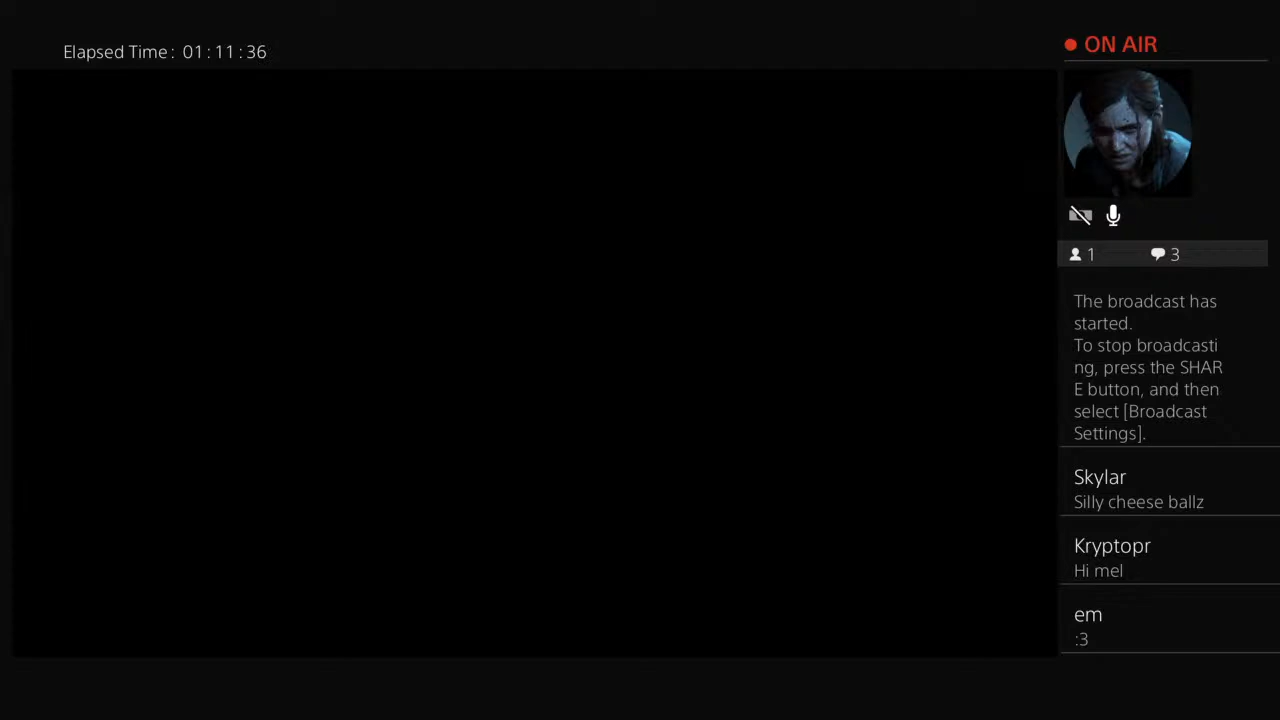 Elapsed Time: 01:11:36
ON AIR
1
3
The broadcast has
started.
To stop broadcasti
ng, press the SHAR
E button, and then
select [Broadcast
Settings].
Skylar
Silly cheese ballz
Kryptopr
Hi mel
em
:3